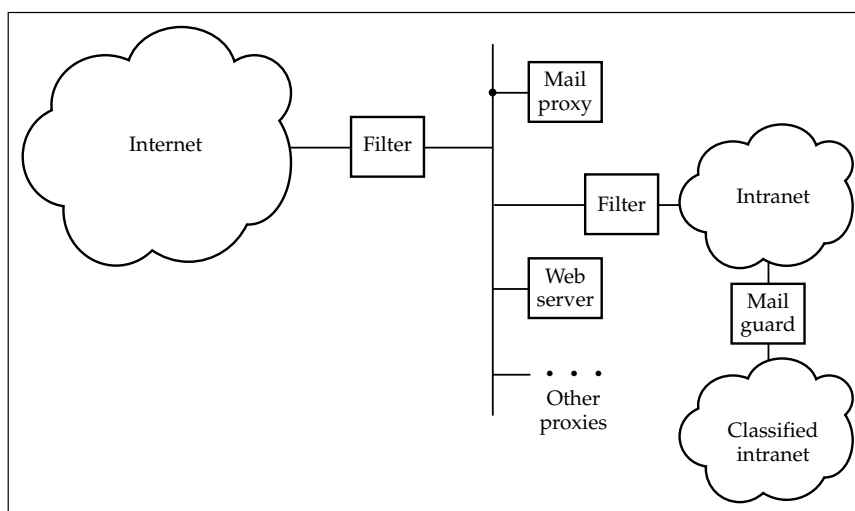 Internet
Filter
Mail
proxy
Filter
Intranet
Web
server
Mail
guard
• • •
Other
proxies
Classified
intranet